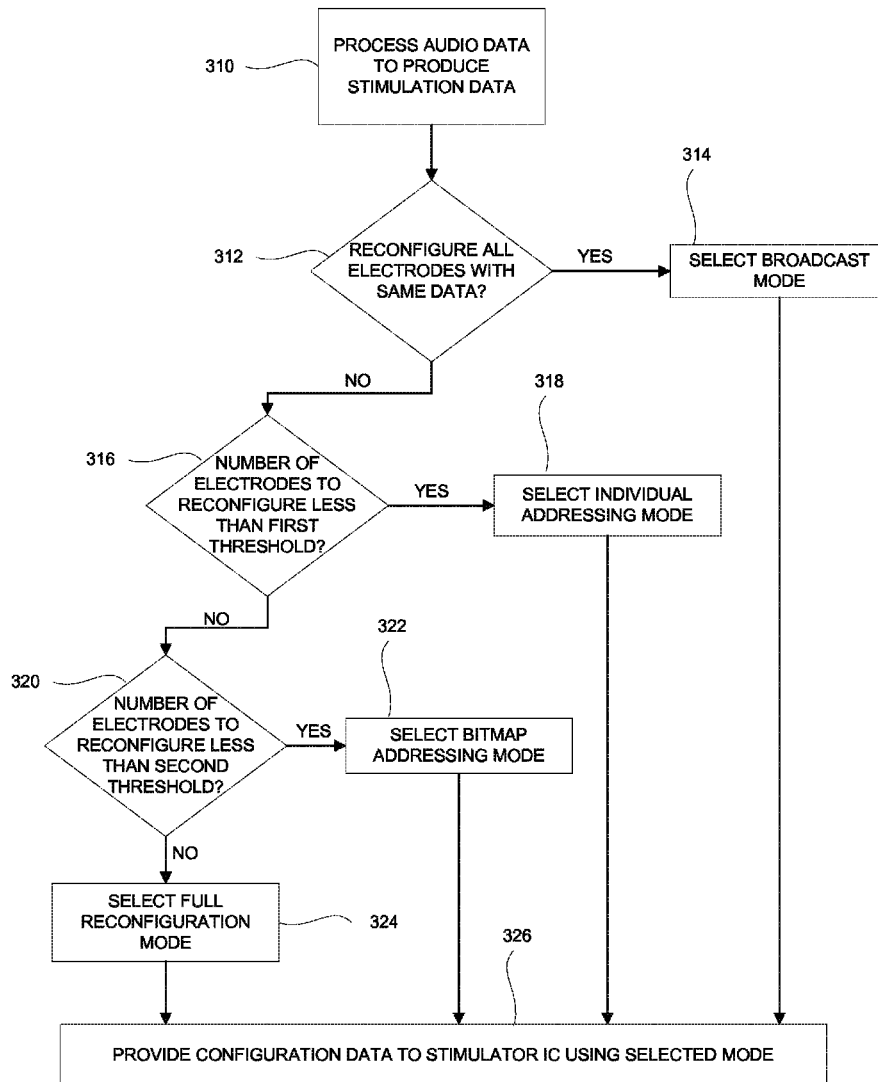 310
PROCESS AUDIO DATA
TO PRODUCE
STIMULATION DATA
312
RECONFIGURE ALL
ELECTRODES WITH
SAME DATA?
YES
314
SELECT BROADCAST
MODE
NO
316
NUMBER OF
ELECTRODES TO
RECONFIGURE LESS
THAN FIRST
THRESHOLD?
YES
318
SELECT INDIVIDUAL
ADDRESSING MODE
NO
320
NUMBER OF
ELECTRODES TO
RECONFIGURE LESS
THAN SECOND
THRESHOLD?
YES
322
SELECT BITMAP
ADDRESSING MODE
NO
SELECT FULL
RECONFIGURATION
MODE
324
326
PROVIDE CONFIGURATION DATA TO STIMULATOR IC USING SELECTED MODE